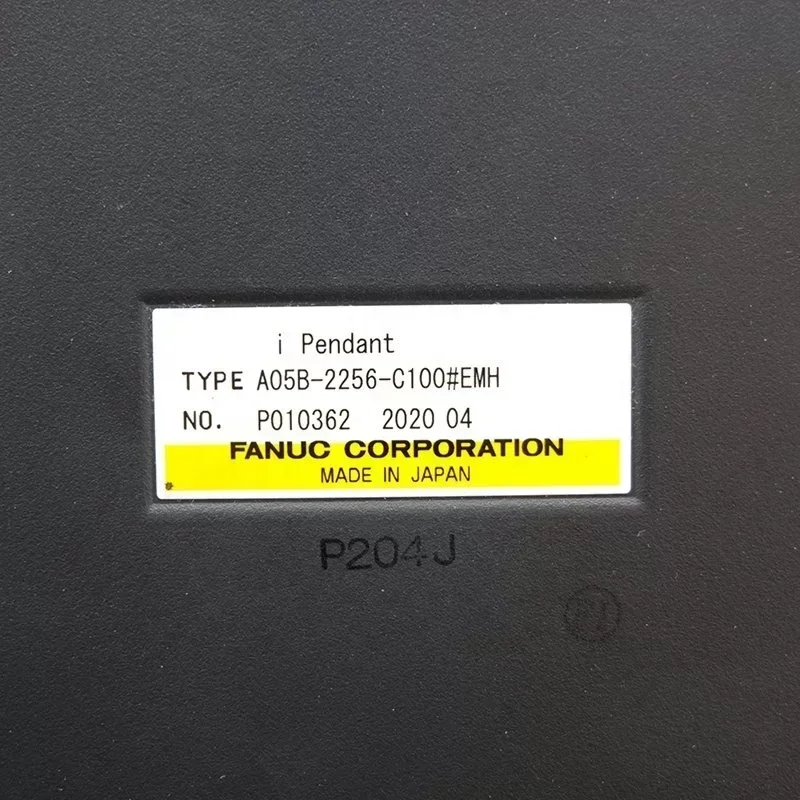 i Pendant
TYPE A05B-2256-C100#EMH
NO. P010362 2020 04
FANUC CORPORATION
MADE IN JAPAN
P204J